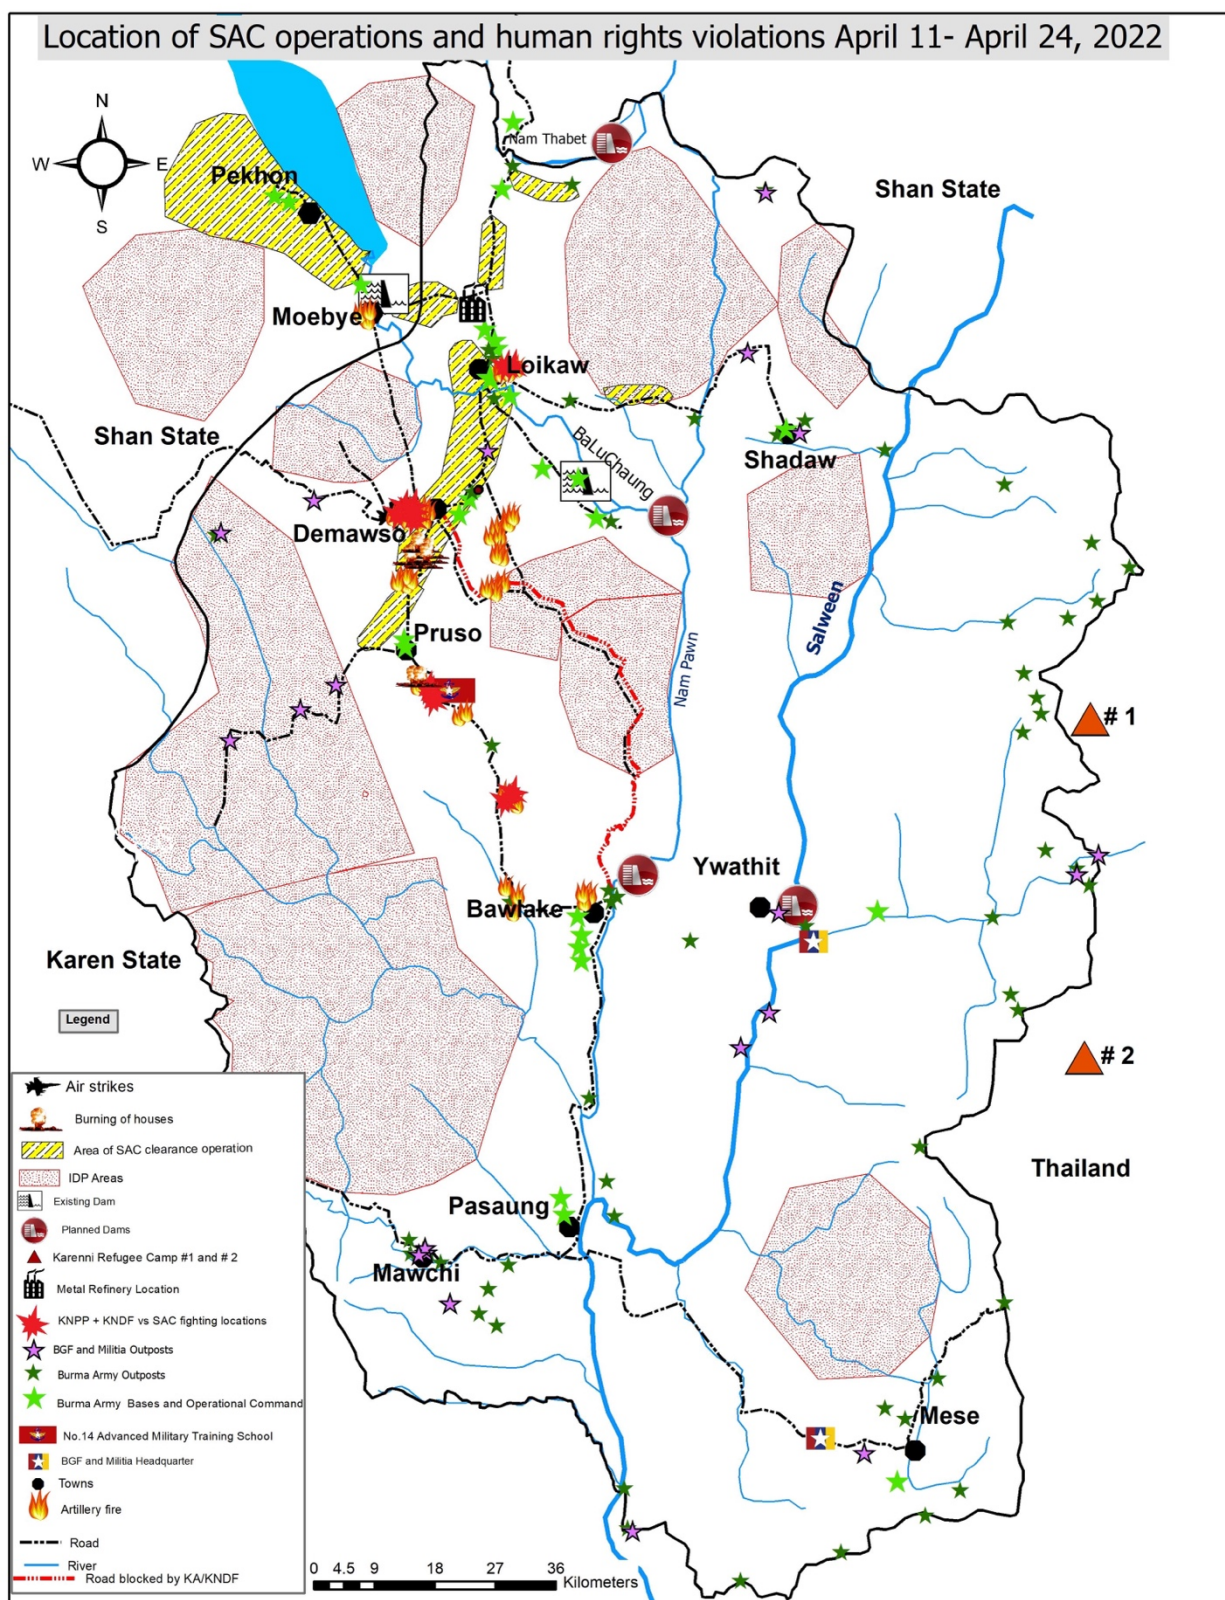 Location of SAC operations and human rights violations April 11- April 24, 2022
N
W E
S
Nam Thabet
Pekhon
Shan State
Moebye
Loikaw
Shan State
BaLuChaung
Shadaw
Demawso
Salween
Pruso
Nam Pawn
# 1
Ywathit
Bawlake
Karen State
# 2
Thailand
Pasaung
Mawchi
Mese
Legend
Air strikes
Burning of houses
Area of SAC clearance operation
IDP Areas
Existing Dam
Planned Dams
Karenni Refugee Camp #1 and # 2
Metal Refinery Location
KNPP + KNDF vs SAC fighting locations
BGF and Militia Outposts
Burma Army Outposts
Burma Army Bases and Operational Command
No.14 Advanced Military Training School
BGF and Militia Headquarter
Towns
Artillery fire
Road
River
Road blocked by KA/KNDF
0 4.5 9 18 27 36
Kilometers